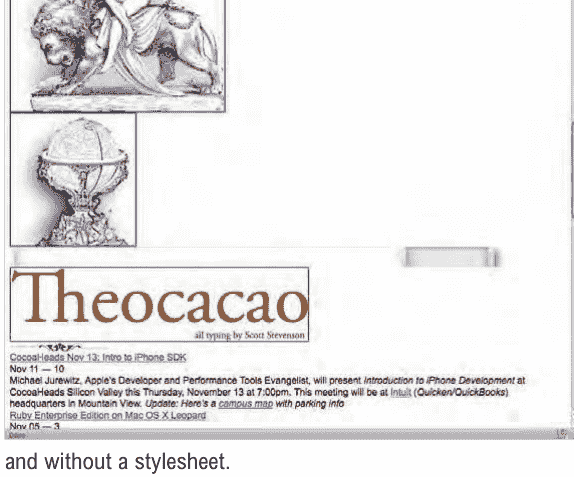 Theocacao
all typing by Scott Stevenson
CocoaHeads Nov 13: Intro to iPhone SDK
Nov 11 — 10
Michael Jurewitz, Apple's Developer and Performance Tools Evangelist, will present Introduction to iPhone Development at
CocoaHeads Silicon Valley this Thursday, November 13 at 7:00pm. This meeting will be at Intuit (Quicken/QuickBooks)
headquarters in Mountain View. Update: Here's a campus map with parking info
Ruby Enterprise Edition on Mac OS X Leopard
Nov 05 — 3
and without a stylesheet.